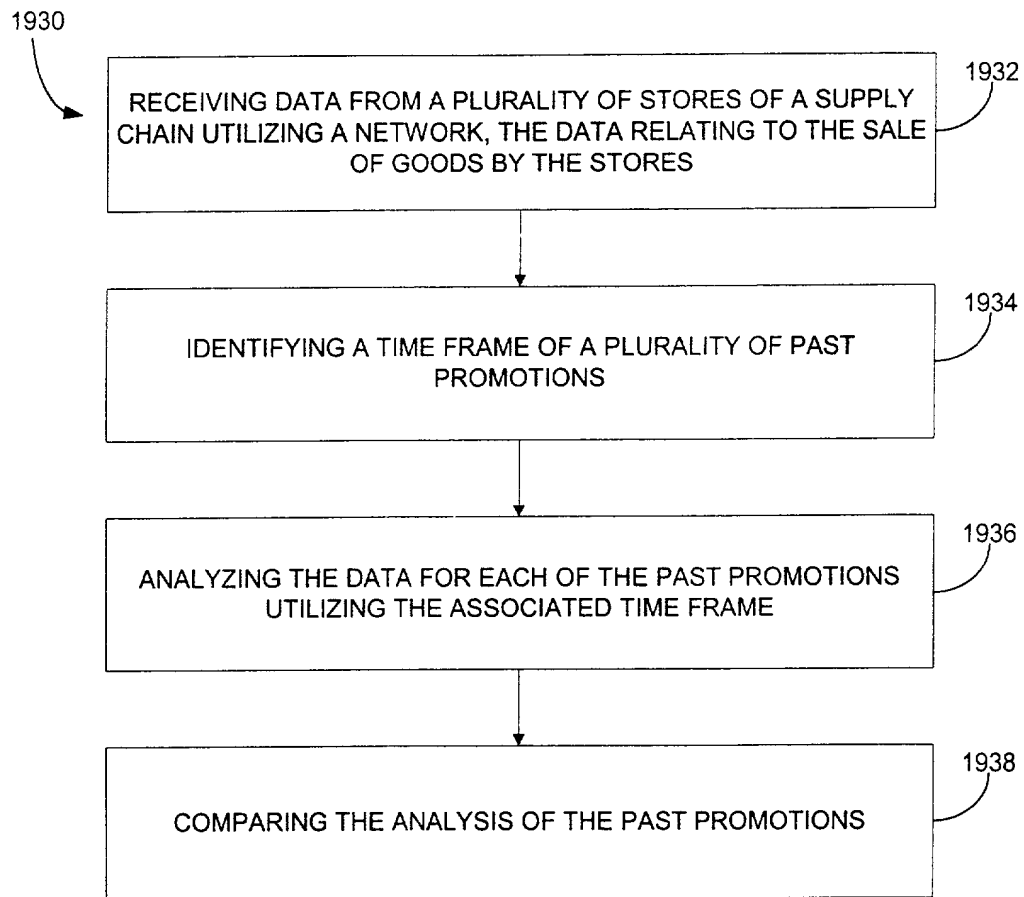 1930
1932
RECEIVING DATA FROM A PLURALITY OF STORES OF A SUPPLY
CHAIN UTILIZING A NETWORK, THE DATA RELATING TO THE SALE
OF GOODS BY THE STORES
1934
IDENTIFYING A TIME FRAME OF A PLURALITY OF PAST
PROMOTIONS
1936
ANALYZING THE DATA FOR EACH OF THE PAST PROMOTIONS
UTILIZING THE ASSOCIATED TIME FRAME
1938
COMPARING THE ANALYSIS OF THE PAST PROMOTIONS